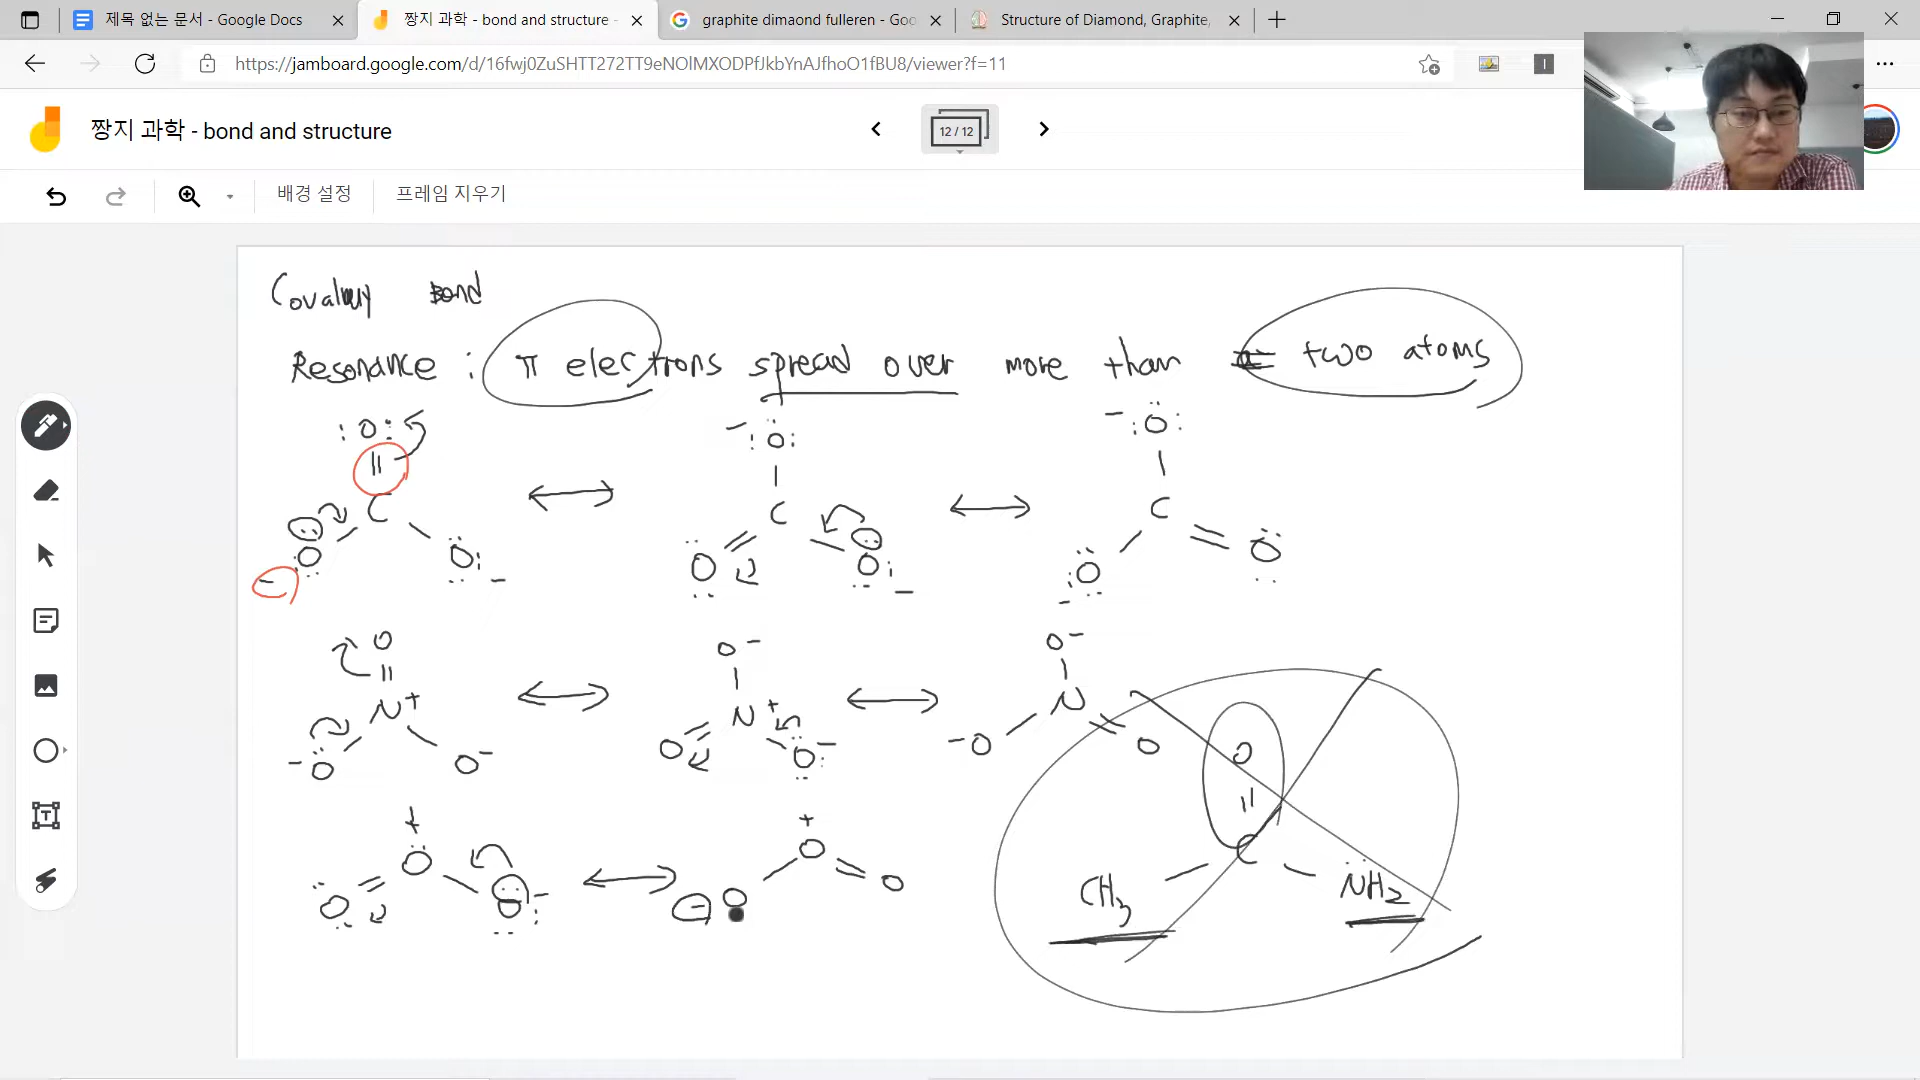 제목 없는 문서 - Google Docs
짱지 과학 - bond and structure -
graphite dimaond fulleren - Goo
Structure of Diamond, Graphite,
https://jamboard.google.com/d/16fwj0ZuSHTT272TT9eNOlMXODPfJkbYnAJfhoO1fBU8/viewer?f=11
짱지 과학 - bond and structure
12 / 12
배경 설정
프레임 지우기
bond
Resonance : π electrons spread over more than two atoms
O O O
C C C
O O O O O O
O O- O-
N+ N+ N
-O O- O O- -O O
O
C
CH3 NH2
+ +
O O
O O- - O O